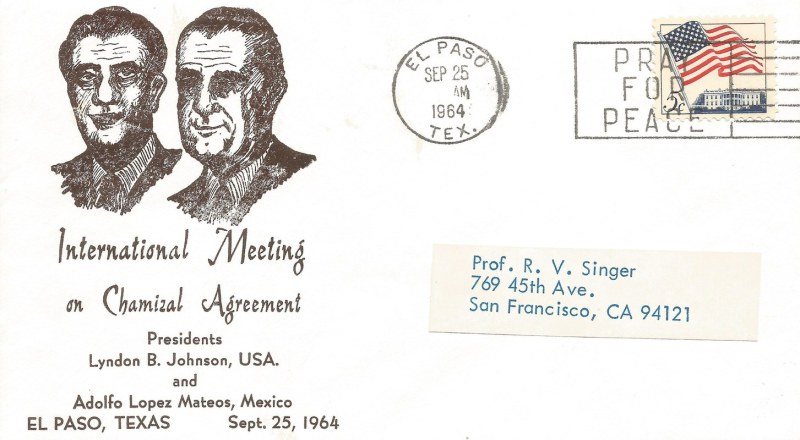 International Meeting
on Chamizal Agreement
Presidents
Lyndon B. Johnson, USA.
and
Adolfo Lopez Mateos, Mexico
EL PASO, TEXAS Sept. 25, 1964
EL PASO
SEP 25
AM
1964
TEX.
PRA
FOR
PEACE
5c
Prof. R. V. Singer
769 45th Ave.
San Francisco, CA 94121